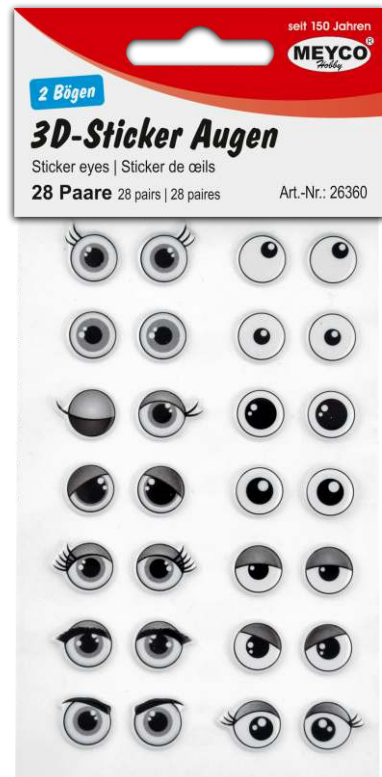 seit 150 Jahren
MEYCO®
Hobby
2 Bögen
3D-Sticker Augen
Sticker eyes | Sticker de œils
28 Paare 28 pairs | 28 paires
Art.-Nr.: 26360